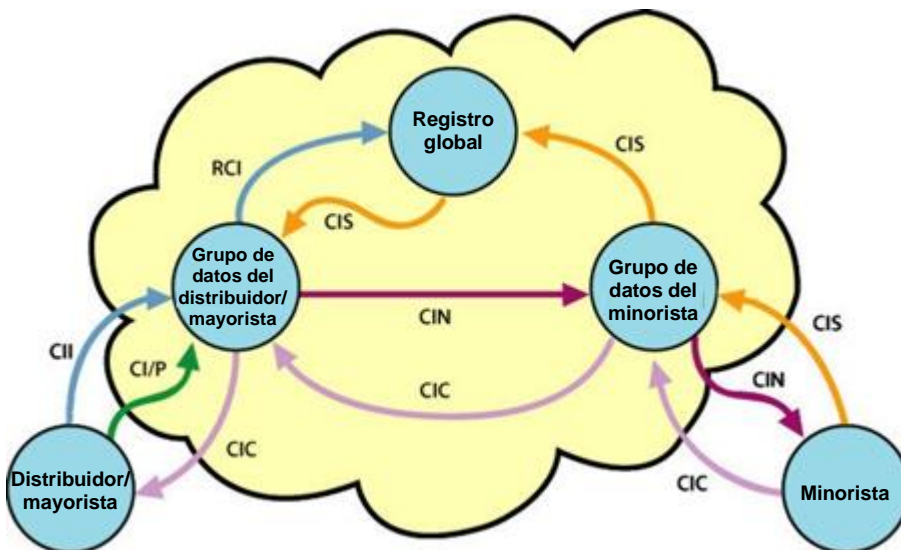 Registro
global
RCI
CIS
CIS
Grupo de
datos del
distribuidor/
mayorista
Grupo de
datos del
minorista
CIN
CIS
CII
CI/P
CIC
CIN
CIC
CIC
Distribuidor/
mayorista
Minorista